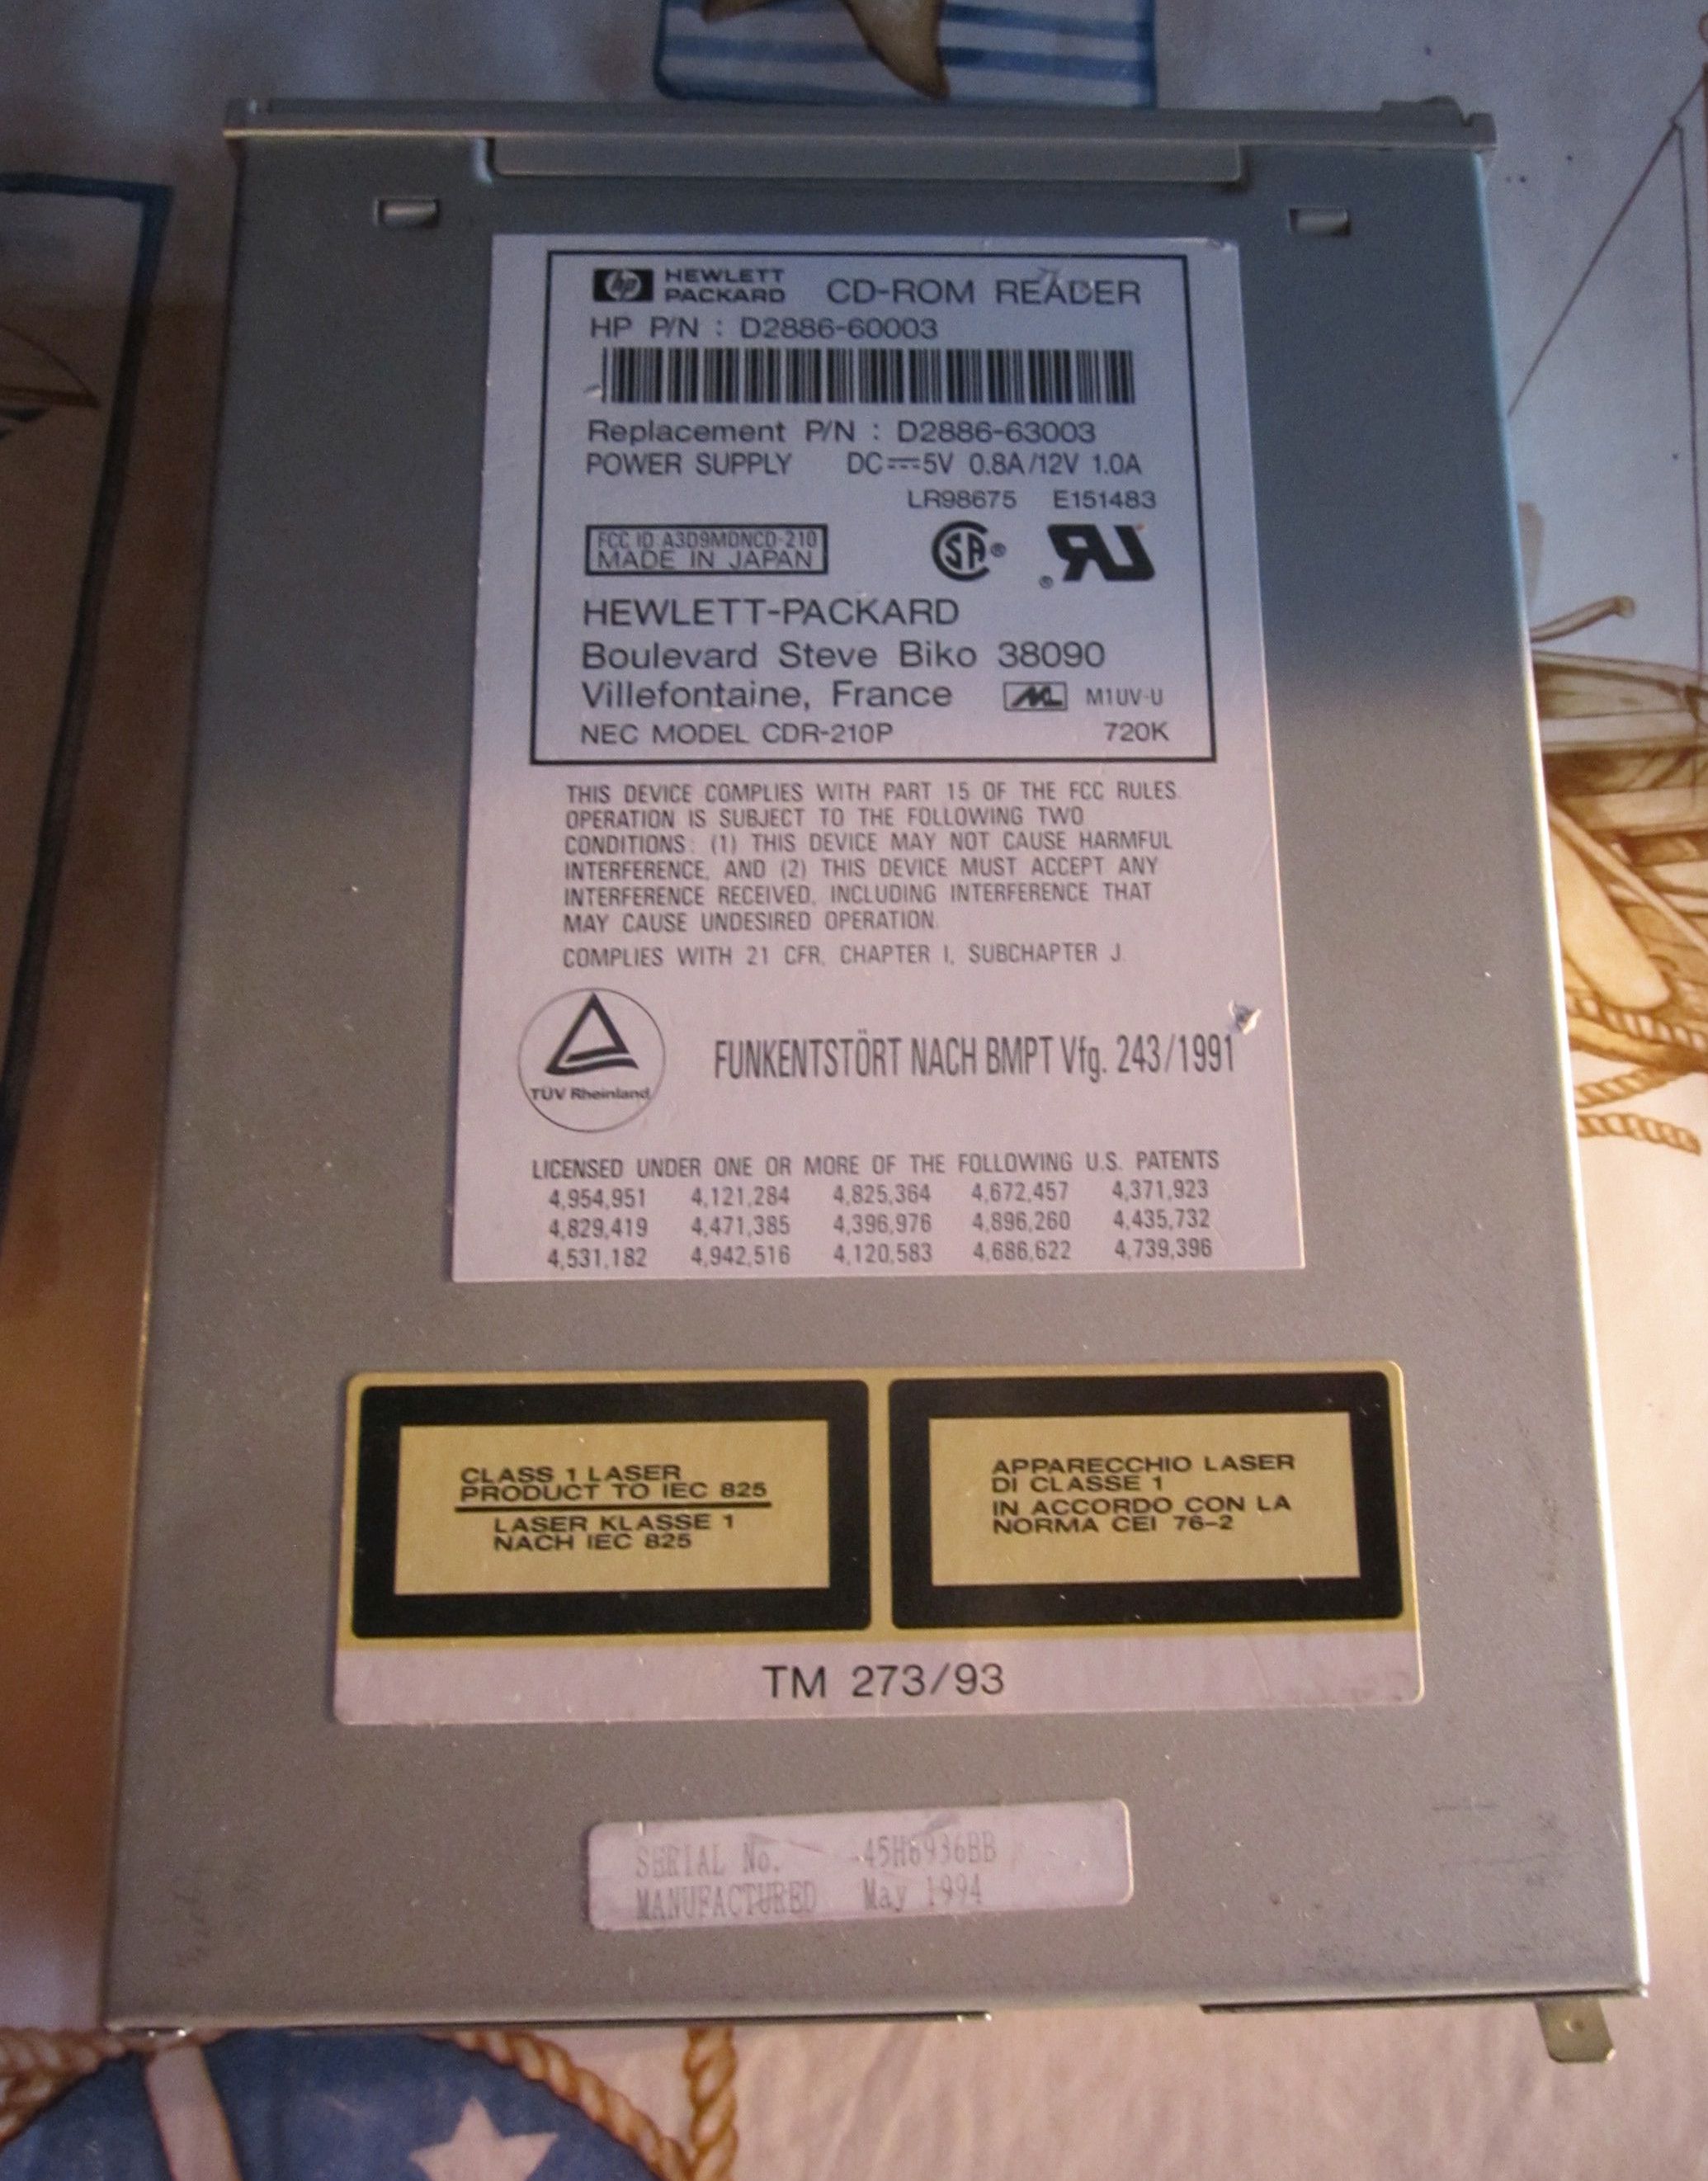 hp HEWLETT PACKARD CD-ROM READER
HP P/N : D2886-60003
Replacement P/N : D2886-63003
POWER SUPPLY DC 5V 0.8A/12V 1.0A
LR98675 E151483
FCC ID A3D9MDNCD-210
MADE IN JAPAN
SA ® RU ®
HEWLETT-PACKARD
Boulevard Steve Biko 38090
Villefontaine, France M1UV-U
NEC MODEL CDR-210P 720K
THIS DEVICE COMPLIES WITH PART 15 OF THE FCC RULES.
OPERATION IS SUBJECT TO THE FOLLOWING TWO
CONDITIONS: (1) THIS DEVICE MAY NOT CAUSE HARMFUL
INTERFERENCE, AND (2) THIS DEVICE MUST ACCEPT ANY
INTERFERENCE RECEIVED, INCLUDING INTERFERENCE THAT
MAY CAUSE UNDESIRED OPERATION.
COMPLIES WITH 21 CFR, CHAPTER I, SUBCHAPTER J.
TÜV Rheinland
FUNKENTSTÖRT NACH BMPT Vfg. 243/1991
LICENSED UNDER ONE OR MORE OF THE FOLLOWING U.S. PATENTS
4,954,951 4,121,284 4,825,364 4,672,457 4,371,923
4,829,419 4,471,385 4,396,976 4,896,260 4,435,732
4,531,182 4,942,516 4,120,583 4,686,622 4,739,396
CLASS 1 LASER
PRODUCT TO IEC 825
LASER KLASSE 1
NACH IEC 825
APPARECCHIO LASER
DI CLASSE 1
IN ACCORDO CON LA
NORMA CEI 76-2
TM 273/93
SERIAL No. 45H6936BB
MANUFACTURED May 1994